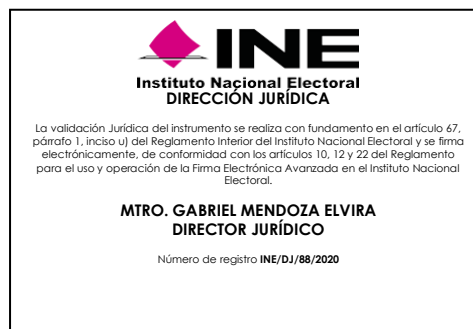 INE
Instituto Nacional Electoral
DIRECCIÓN JURÍDICA
La validación Jurídica del instrumento se realiza con fundamento en el artículo 67,
párrafo 1, inciso u) del Reglamento Interior del Instituto Nacional Electoral y se firma
electrónicamente, de conformidad con los artículos 10, 12 y 22 del Reglamento
para el uso y operación de la Firma Electrónica Avanzada en el Instituto Nacional
Electoral.
MTRO. GABRIEL MENDOZA ELVIRA
DIRECTOR JURÍDICO
Número de registro INE/DJ/88/2020